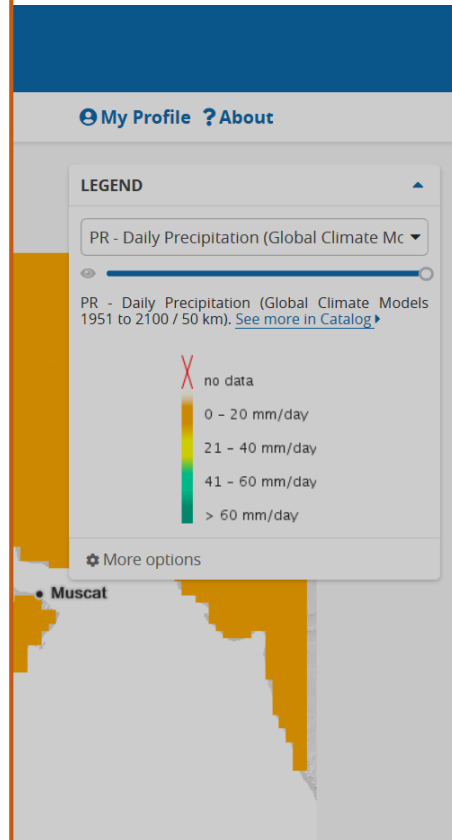 My Profile ? About
LEGEND
PR - Daily Precipitation (Global Climate Mc
PR - Daily Precipitation (Global Climate Models
1951 to 2100 / 50 km). See more in Catalog
no data
0 - 20 mm/day
21 - 40 mm/day
41 - 60 mm/day
> 60 mm/day
More options
Muscat